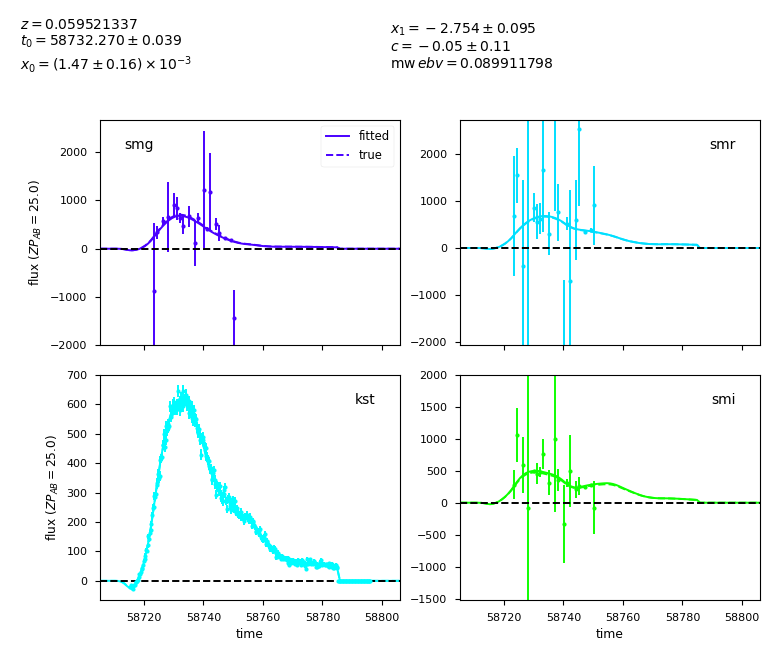 z = 0.059521337
t₀ = 58732.270 ± 0.039
x₀ = (1.47 ± 0.16) × 10⁻³
x₁ = −2.754 ± 0.095
c = −0.05 ± 0.11
mw ebv = 0.089911798
smg
fitted
true
2000
1000
0
−1000
−2000
flux (ZP_AB = 25.0)
smr
2000
1000
0
−1000
−2000
kst
700
600
500
400
300
200
100
0
flux (ZP_AB = 25.0)
58720 58740 58760 58780 58800
time
smi
2000
1500
1000
500
0
−500
−1000
−1500
58720 58740 58760 58780 58800
time